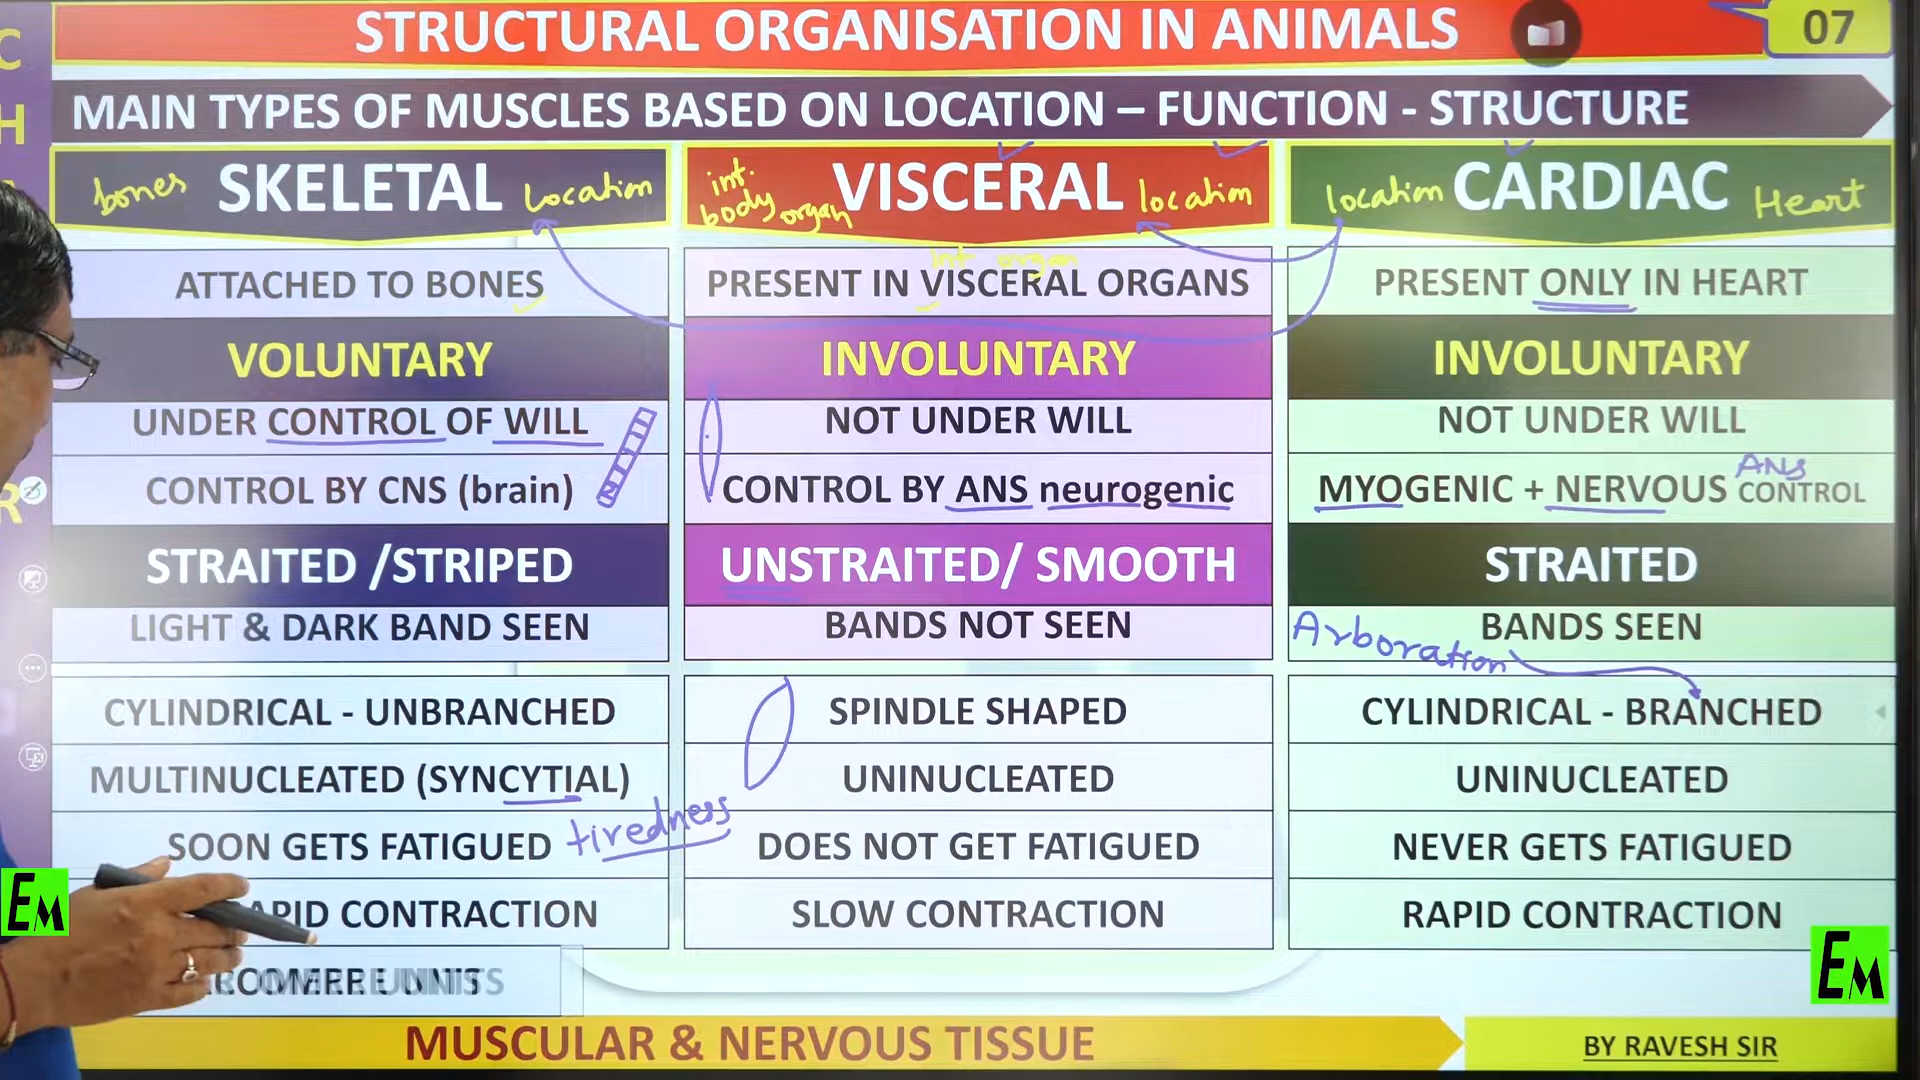 STRUCTURAL ORGANISATION IN ANIMALS
07
C
H
R
MAIN TYPES OF MUSCLES BASED ON LOCATION – FUNCTION - STRUCTURE
bones SKELETAL Location
int. body organ VISCERAL location
location CARDIAC Heart
ATTACHED TO BONES
int organ
PRESENT IN VISCERAL ORGANS
PRESENT ONLY IN HEART
VOLUNTARY
INVOLUNTARY
INVOLUNTARY
UNDER CONTROL OF WILL
NOT UNDER WILL
NOT UNDER WILL
CONTROL BY CNS (brain)
CONTROL BY ANS neurogenic
ANS
MYOGENIC + NERVOUS CONTROL
STRAITED /STRIPED
UNSTRAITED/ SMOOTH
STRAITED
LIGHT & DARK BAND SEEN
BANDS NOT SEEN
BANDS SEEN
Arboration
CYLINDRICAL - UNBRANCHED
SPINDLE SHAPED
CYLINDRICAL - BRANCHED
MULTINUCLEATED (SYNCYTIAL)
UNINUCLEATED
UNINUCLEATED
SOON GETS FATIGUED tiredness
DOES NOT GET FATIGUED
NEVER GETS FATIGUED
CONTRACTION
SLOW CONTRACTION
RAPID CONTRACTION
EM
EM
MUSCULAR & NERVOUS TISSUE
BY RAVESH SIR